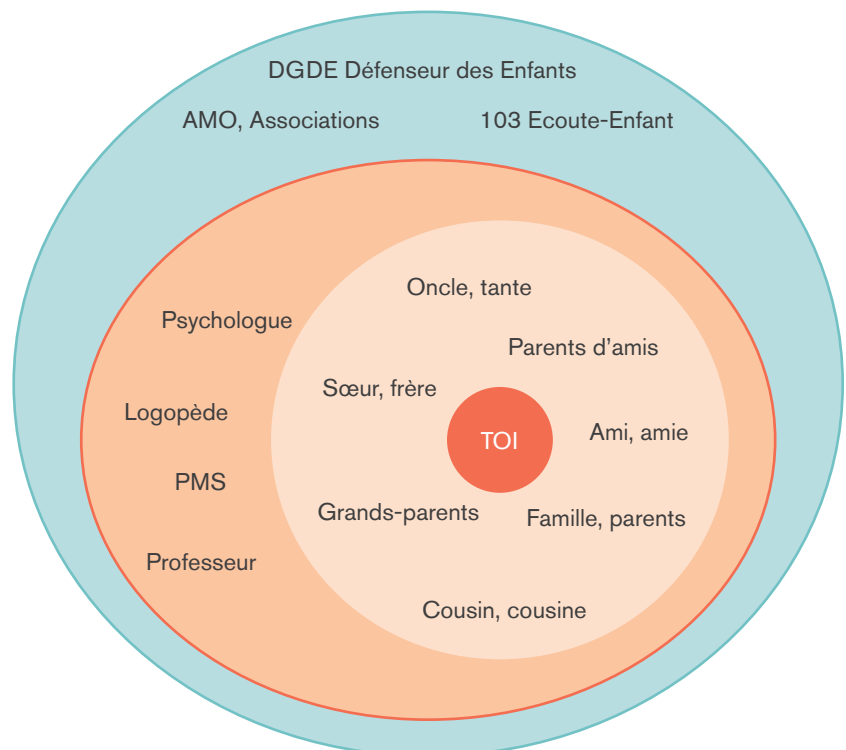 DGDE Défenseur des Enfants
AMO, Associations
103 Ecoute-Enfant
Oncle, tante
Psychologue
Parents d'amis
Sœur, frère
Logopède
TOI
Ami, amie
PMS
Grands-parents
Famille, parents
Professeur
Cousin, cousine